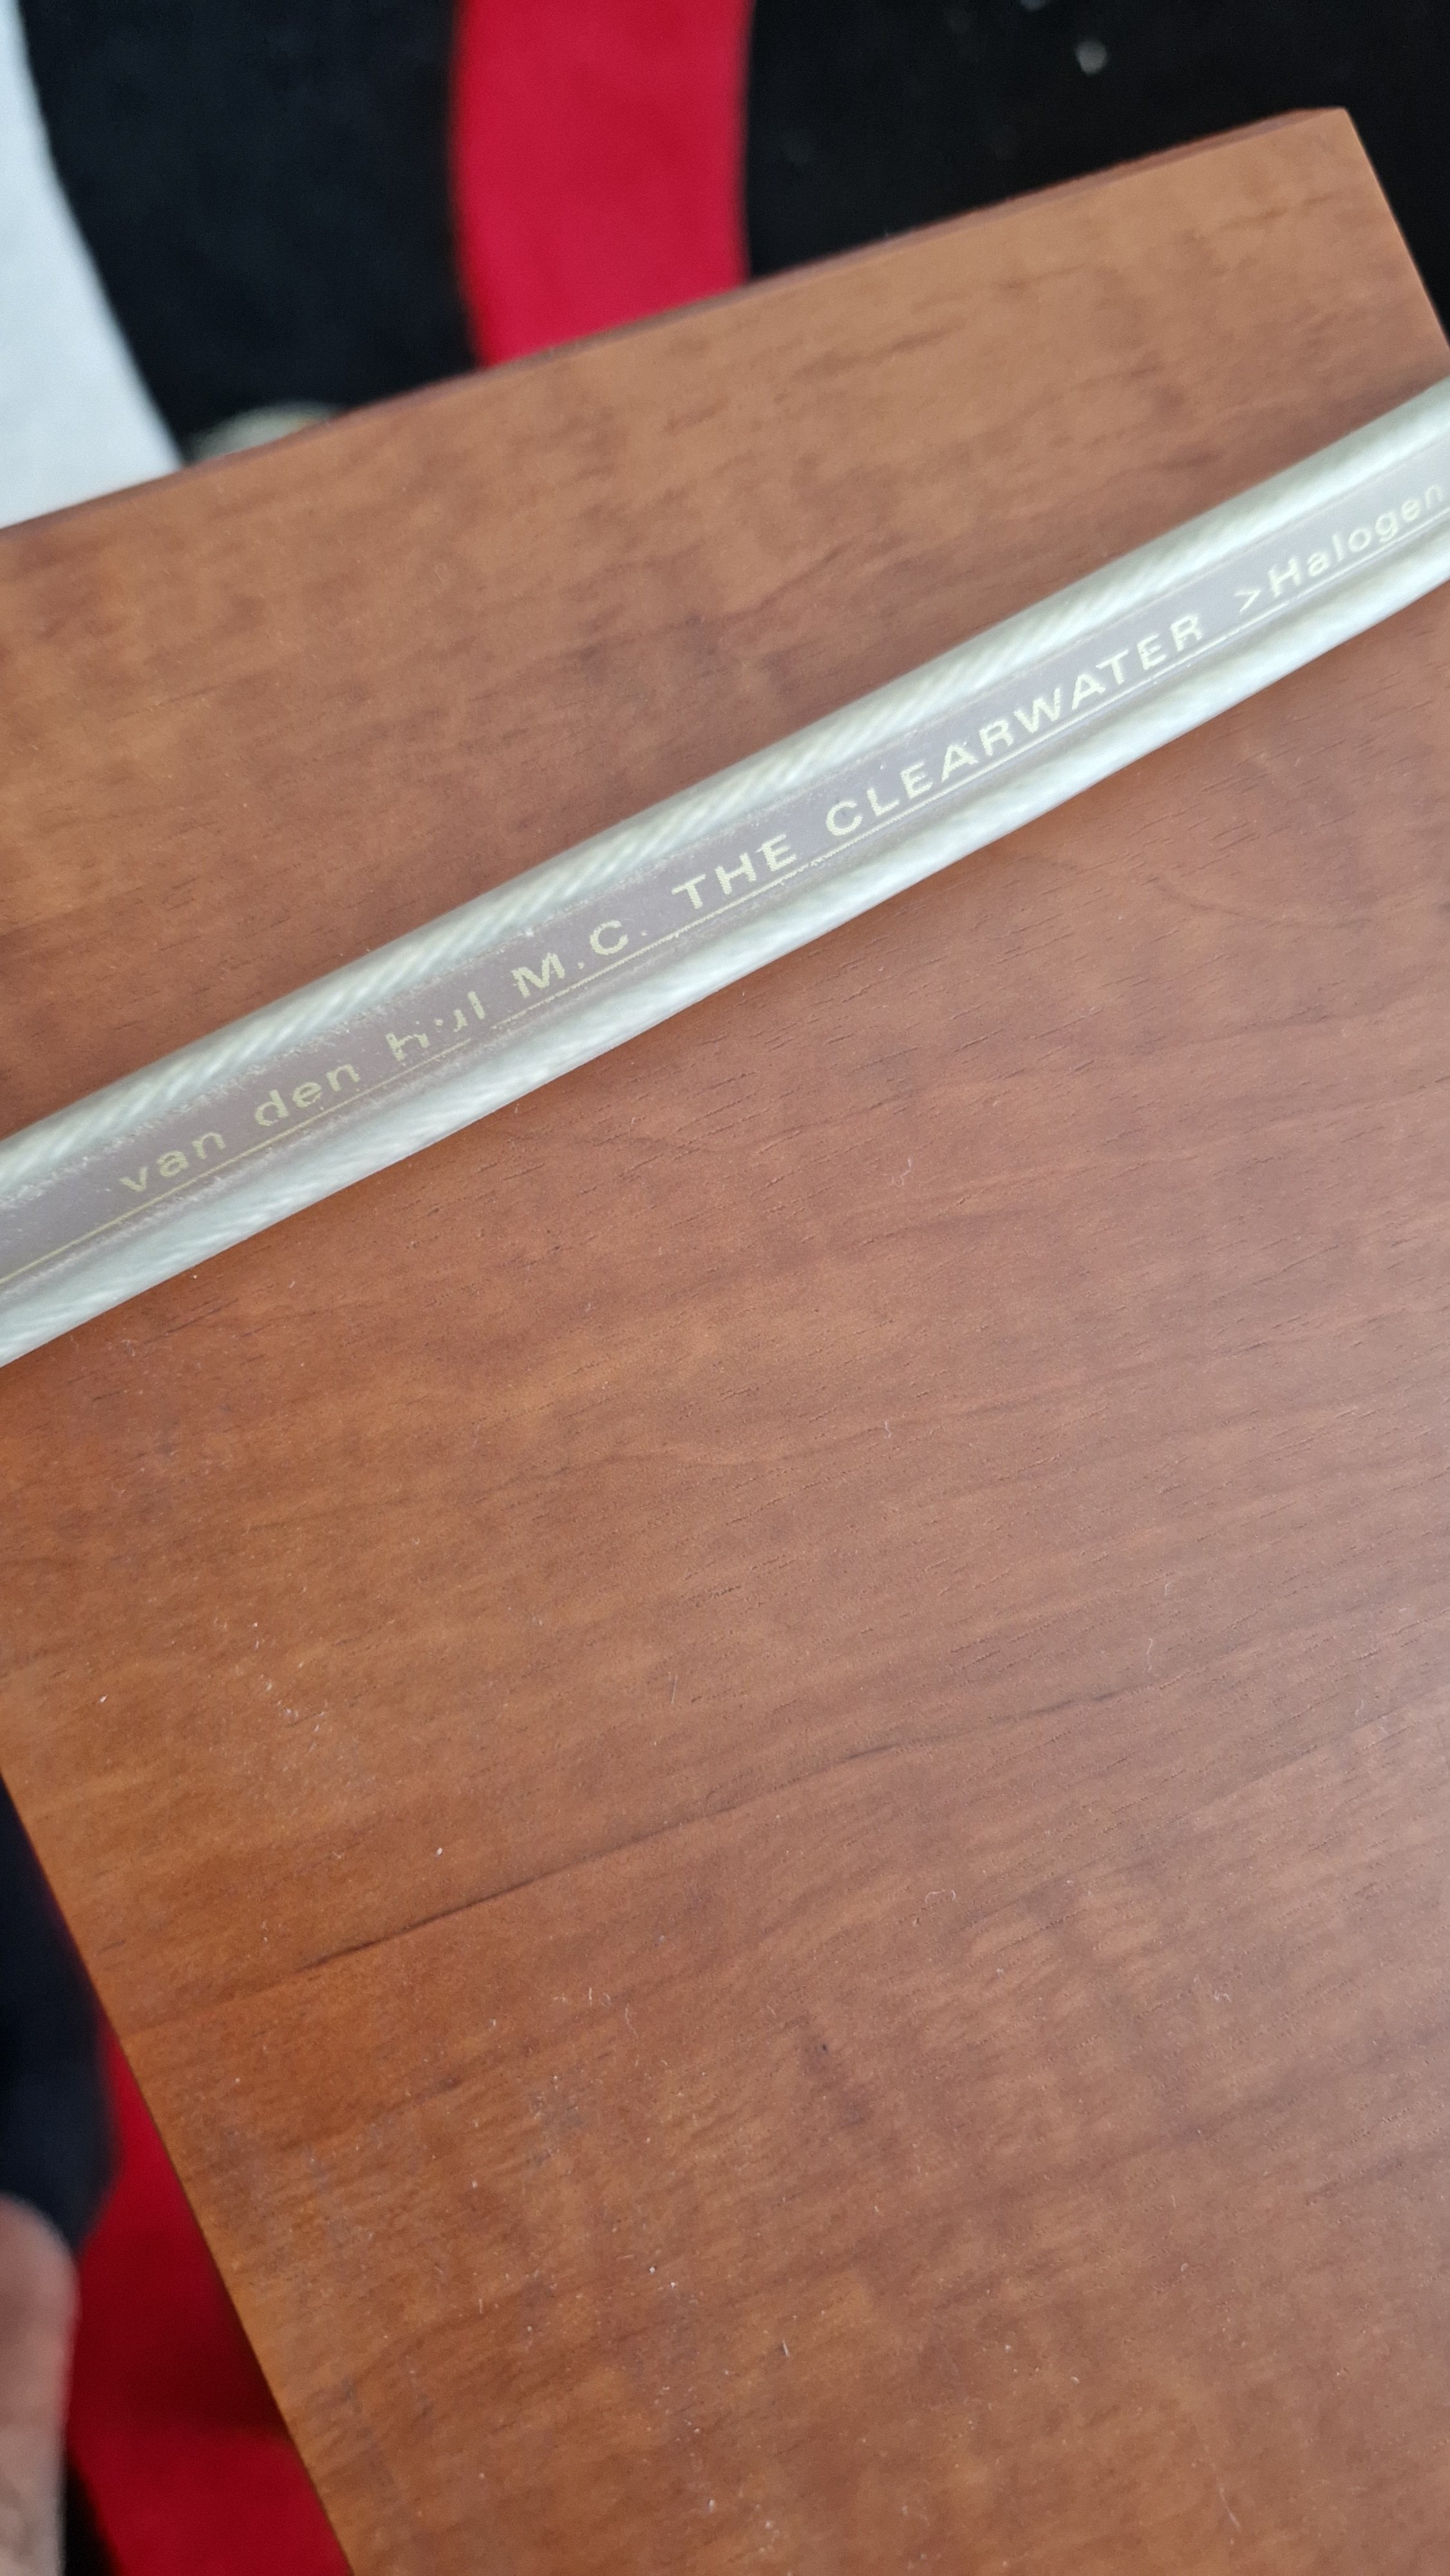 van den hul M.C. THE CLEARWATER >Halogen